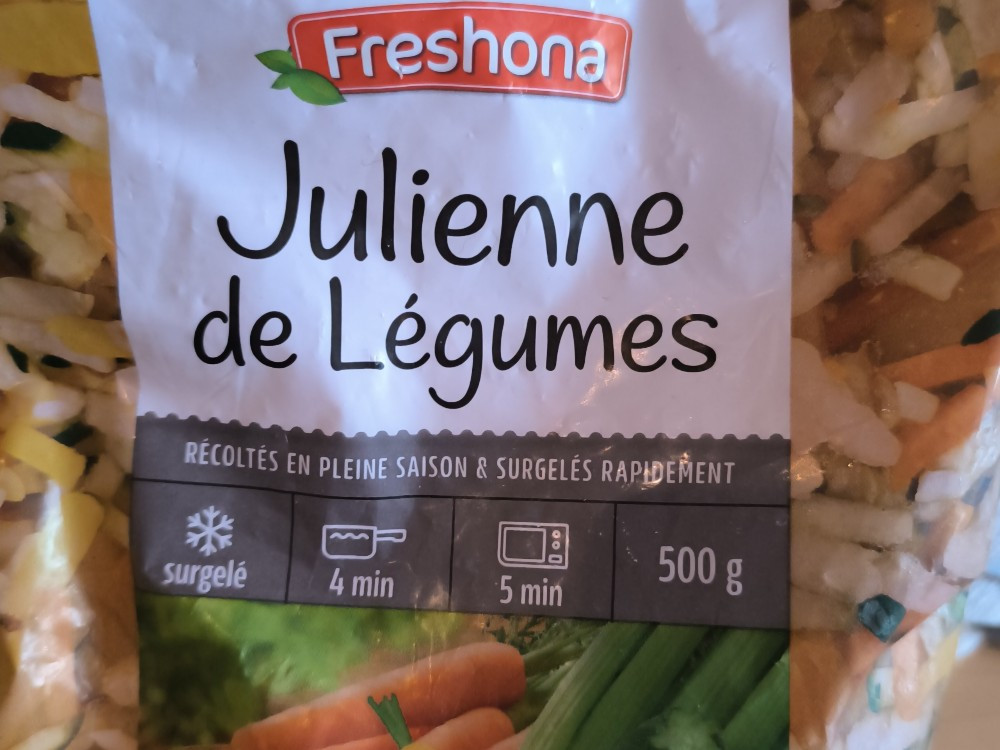 Freshona
Julienne
de Légumes
RÉCOLTÉS EN PLEINE SAISON & SURGELÉS RAPIDEMENT
surgelé
4 min
5 min
500 g